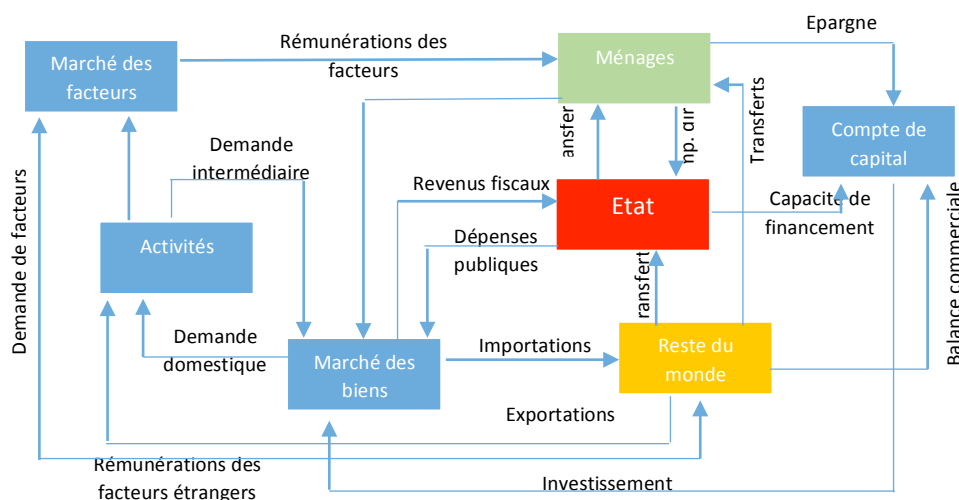 Marché des
facteurs
Rémunérations des
facteurs
Ménages
Epargne
Compte de
capital
Demande
intermédiaire
Transferts
Revenus fiscaux
Etat
Capacité de
financement
Activités
Dépenses
publiques
Demande de facteurs
Balance commerciale
Demande
domestique
Marché des
biens
Importations
Reste du
monde
Exportations
Rémunérations des
facteurs étrangers
Investissement